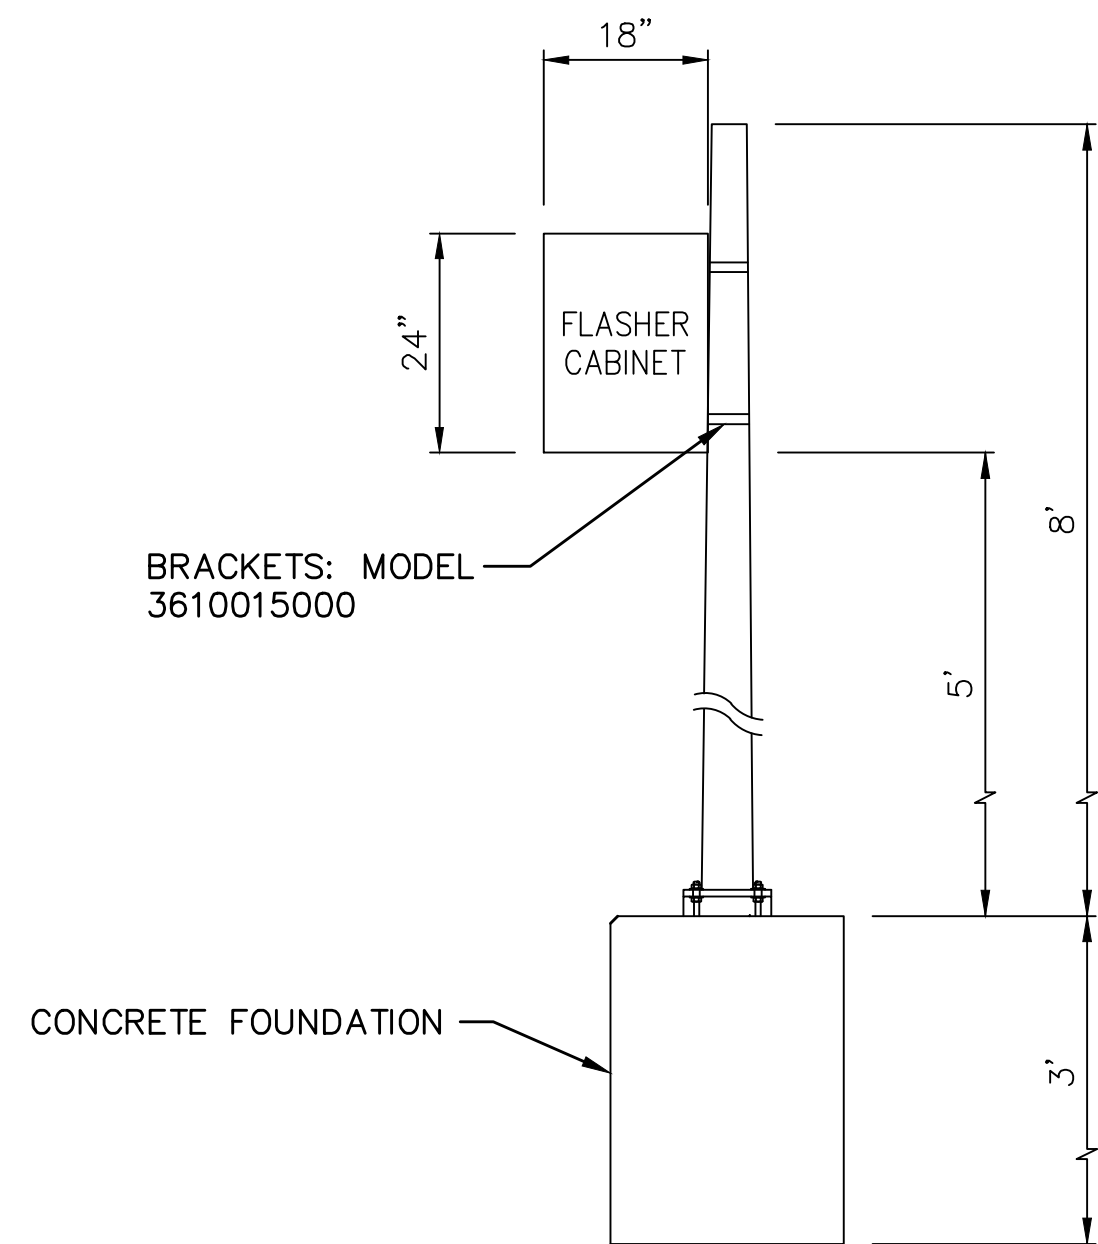 18”
24”
FLASHER
CABINET
8’
BRACKETS: MODEL
3610015000
5’
CONCRETE FOUNDATION
3’